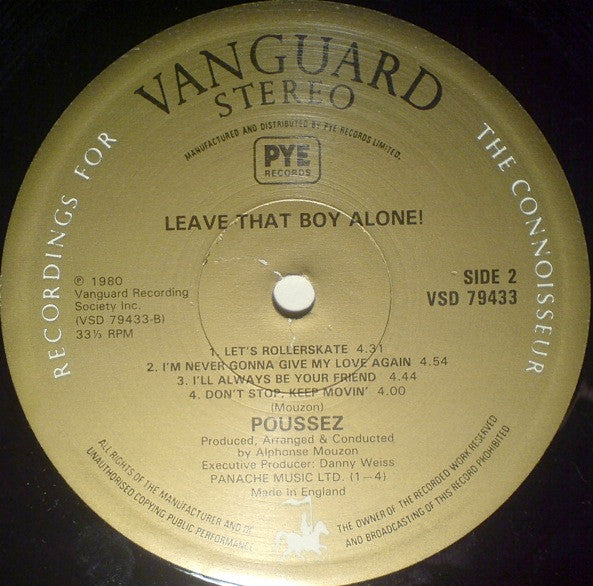 VANGUARD
STEREO
RECORDINGS FOR THE CONNOISSEUR
MANUFACTURED AND DISTRIBUTED BY PYE RECORDS LIMITED.
PYE
RECORDS
LEAVE THAT BOY ALONE!
℗ 1980
Vanguard Recording
Society Inc.
(VSD 79433-B)
33⅓ RPM
SIDE 2
VSD 79433
1. LET'S ROLLERSKATE 4.31
2. I'M NEVER GONNA GIVE MY LOVE AGAIN 4.54
3. I'LL ALWAYS BE YOUR FRIEND 4.44
4. DON'T STOP, KEEP MOVIN' 4.00
(Mouzon)
POUSSEZ
Produced, Arranged & Conducted
by Alphonse Mouzon
Executive Producer: Danny Weiss
PANACHE MUSIC LTD. (1–4)
Made in England
ALL RIGHTS OF THE MANUFACTURER AND OF
THE OWNER OF THE RECORDED WORK RESERVED
UNAUTHORISED COPYING PUBLIC PERFORMANCE
AND BROADCASTING OF THIS RECORD PROHIBITED